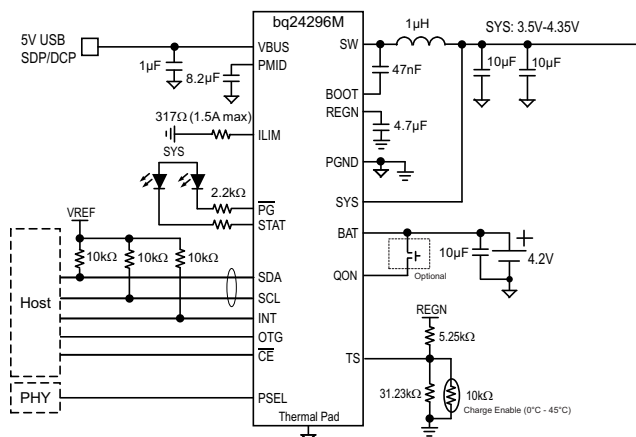 bq24296M
5V USB
SDP/DCP
1µF
8.2µF
VBUS
PMID
317Ω (1.5A max)
ILIM
SYS
2.2kΩ
PG
STAT
VREF
10kΩ
10kΩ
10kΩ
Host
SDA
SCL
INT
OTG
CE
PHY
PSEL
Thermal Pad
SW
1µH
SYS: 3.5V-4.35V
47nF
10µF
10µF
BOOT
REGN
4.7µF
PGND
SYS
BAT
10µF
4.2V
QON
Optional
REGN
5.25kΩ
TS
31.23kΩ
10kΩ
Charge Enable (0°C - 45°C)